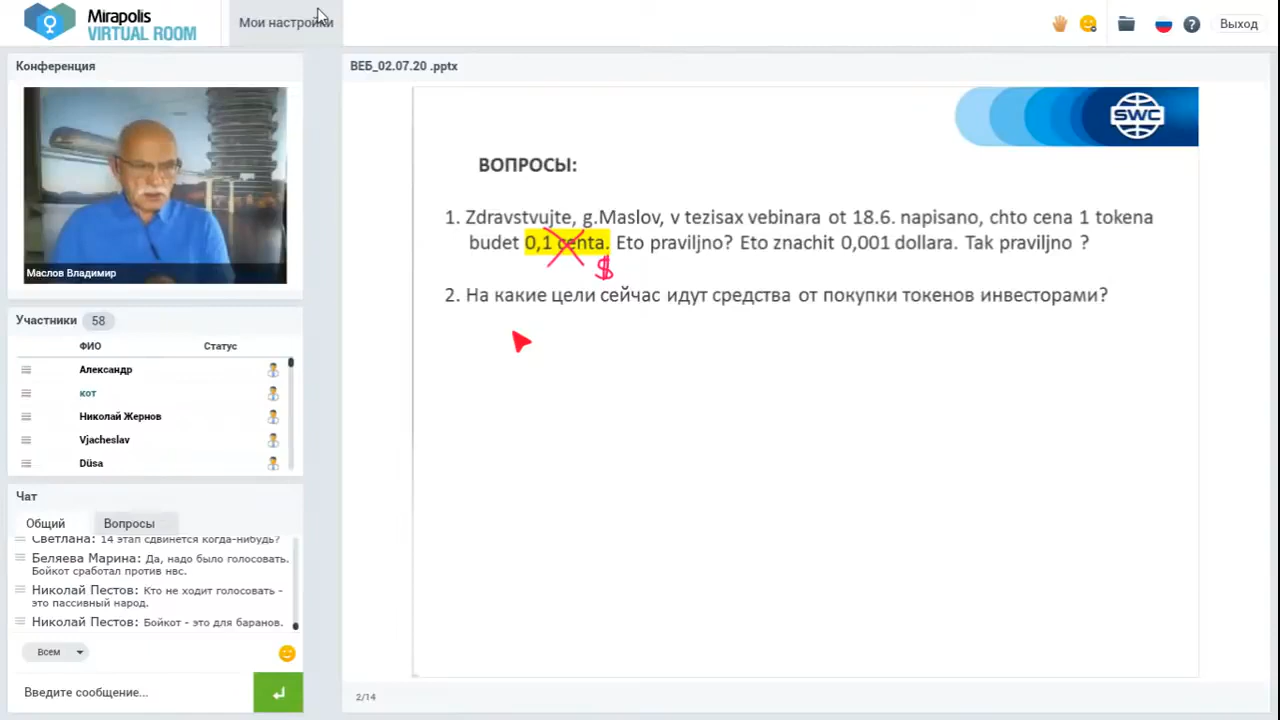 Mirapolis
VIRTUAL ROOM
Мои настройки
Выход
Конференция
Маслов Владимир
Участники 58
ФИО Статус
Александр
кот
Николай Жернов
Vjacheslav
Düsa
Чат
Общий Вопросы
Светлана: 14 этап сдвинется когда-нибудь?
Беляева Марина: Да, надо было голосовать.
Бойкот сработал против нвс.
Николай Пестов: Кто не ходит голосовать -
это пассивный народ.
Николай Пестов: Бойкот - это для баранов.
Всем
Введите сообщение...
ВЕБ_02.07.20 .pptx
SWC
ВОПРОСЫ:
1. Zdravstvujte, g.Maslov, v tezisax vebinara ot 18.6. napisano, chto cena 1 tokena
budet 0,1 centa. Eto praviljno? Eto znachit 0,001 dollara. Tak praviljno ?
$
2. На какие цели сейчас идут средства от покупки токенов инвесторами?
2/14